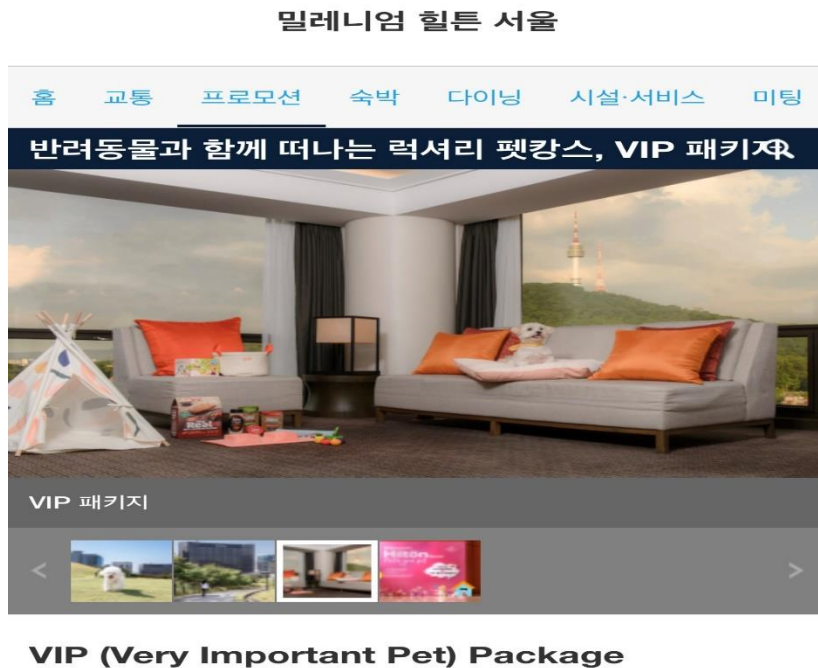 밀레니엄 힐튼 서울
홈 교통 프로모션 숙박 다이닝 시설·서비스 미팅
반려동물과 함께 떠나는 럭셔리 펫캉스, VIP 패키지
Real
VIP 패키지
< >
Hilton
VIP (Very Important Pet) Package